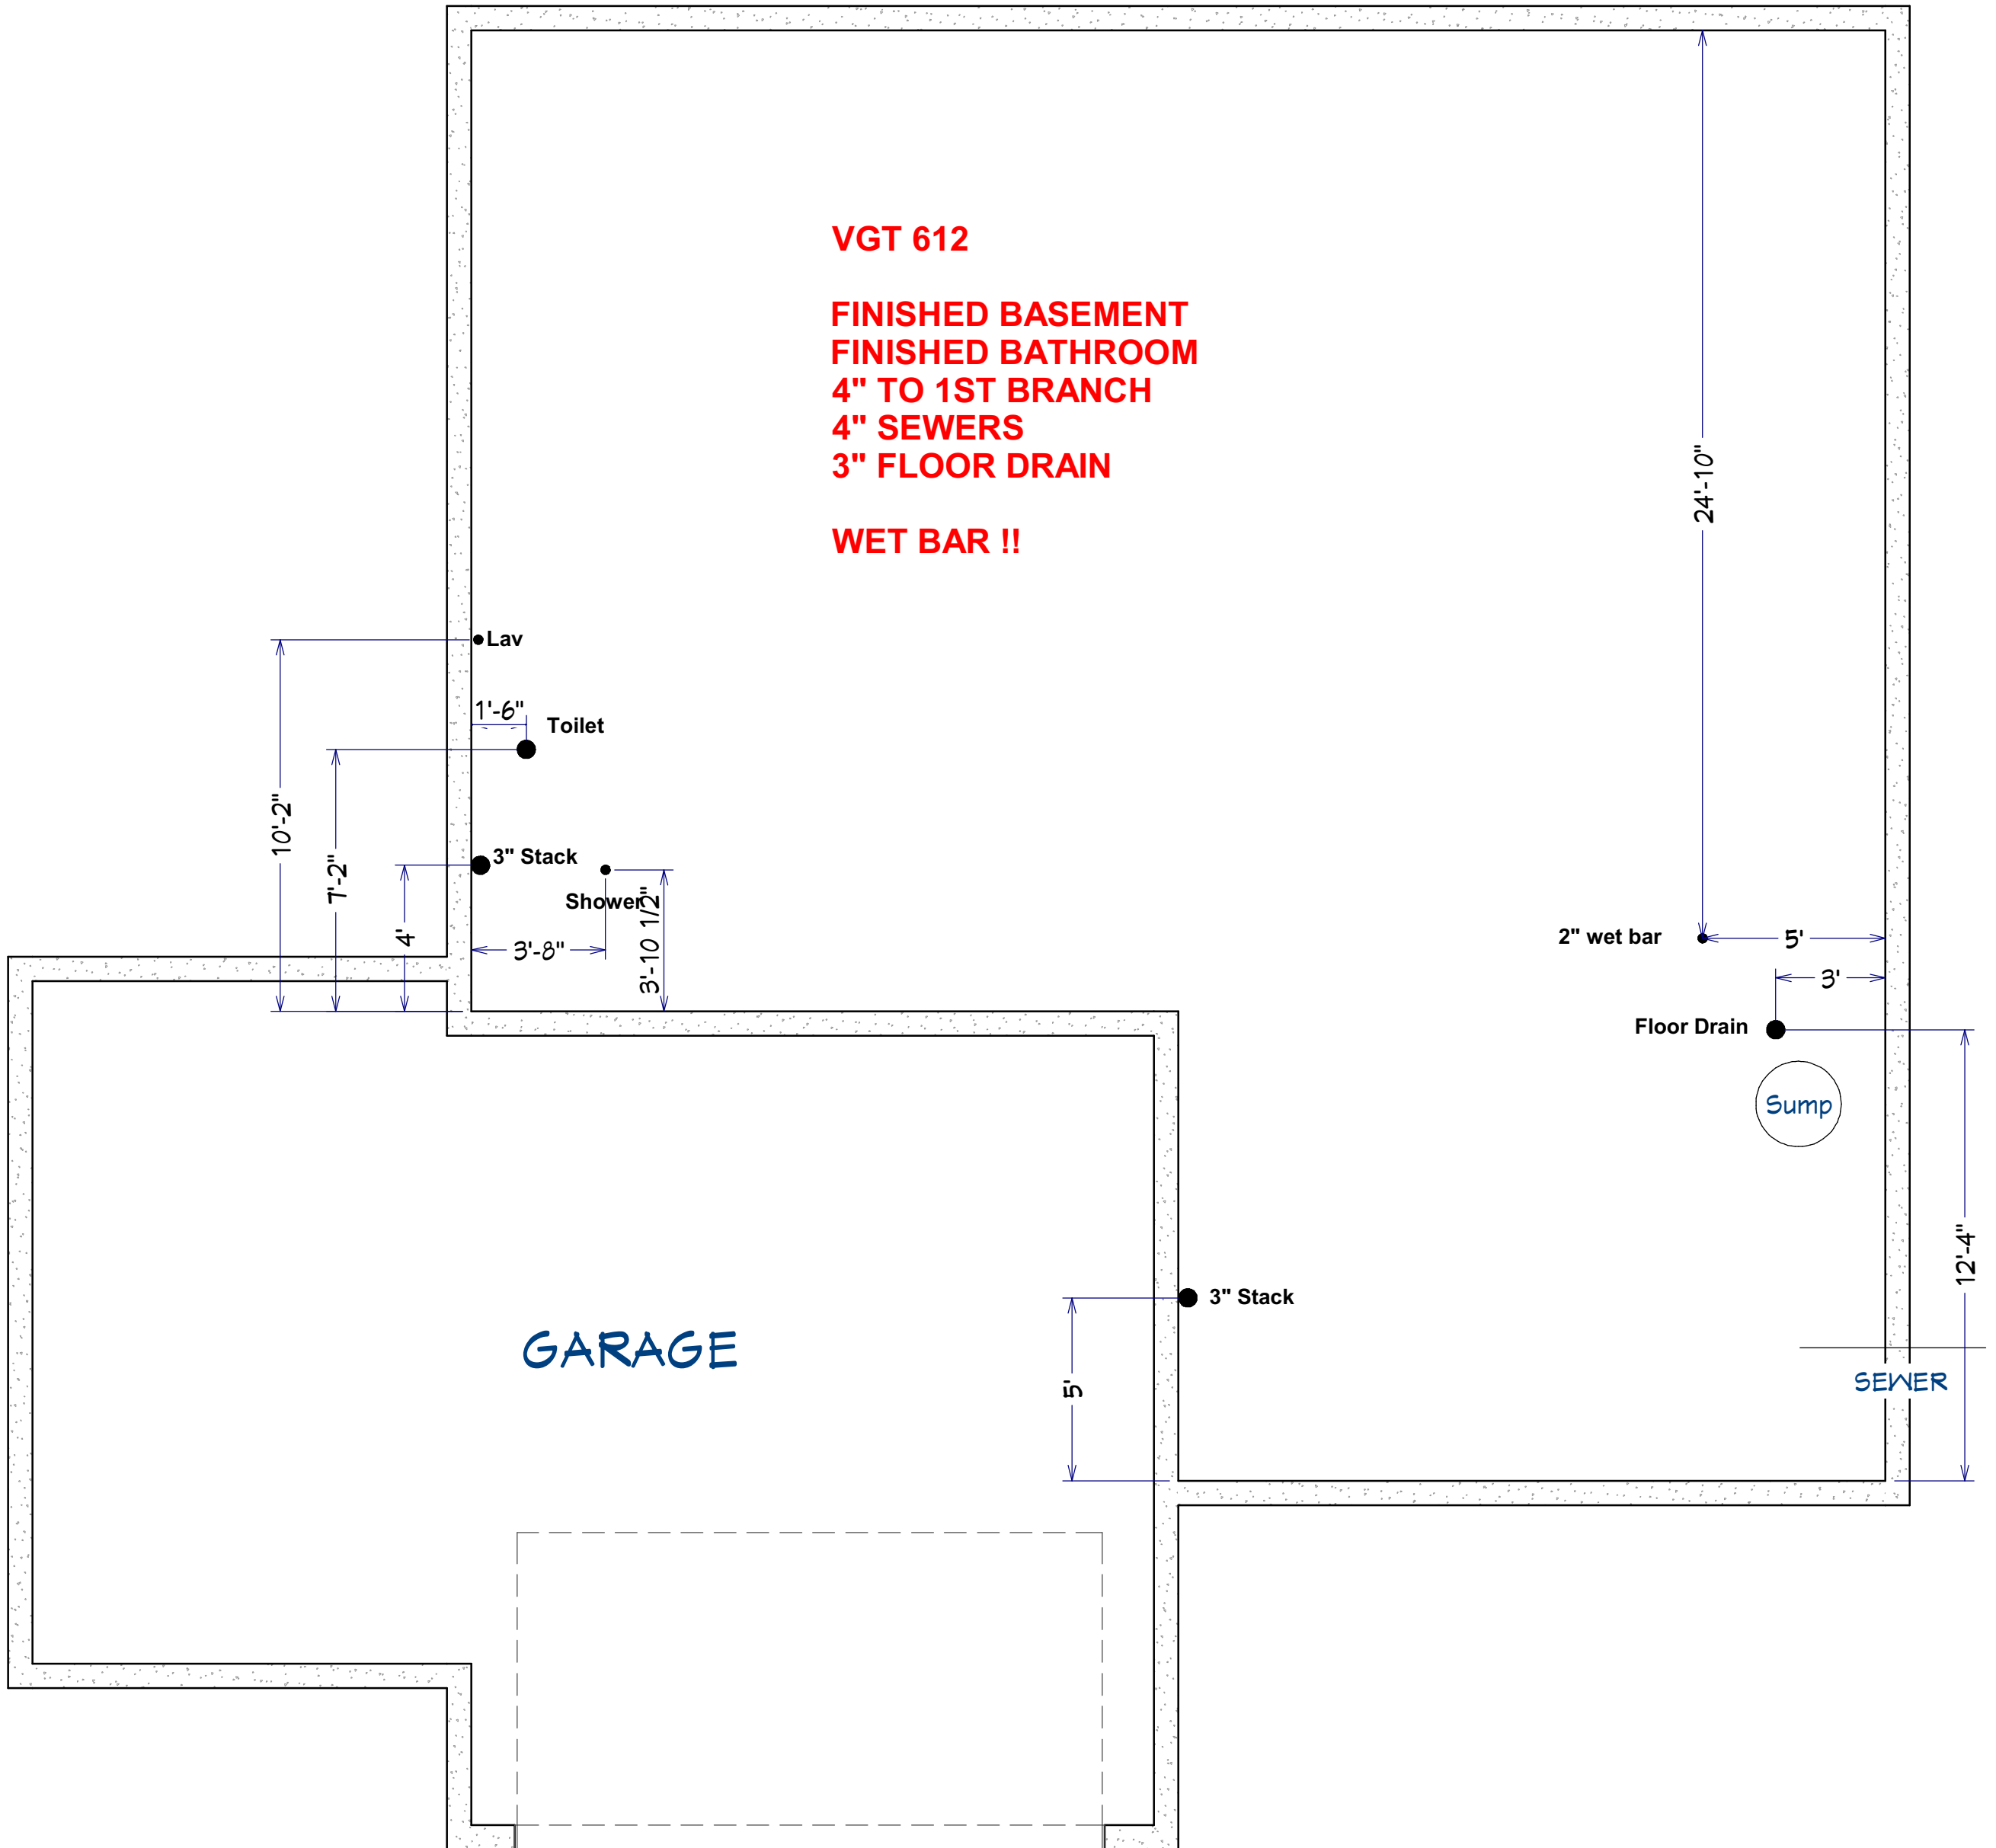 VGT 612
FINISHED BASEMENT
FINISHED BATHROOM
4" TO 1ST BRANCH
4" SEWERS
3" FLOOR DRAIN
WET BAR !!
24'-10"
Lav
1'-6"
Toilet
10'-2"
7'-2"
3" Stack
Shower
3'-10 1/2"
4'
3'-8"
2" wet bar
5'
3'
Floor Drain
Sump
12'-4"
3" Stack
GARAGE
5'
SEWER